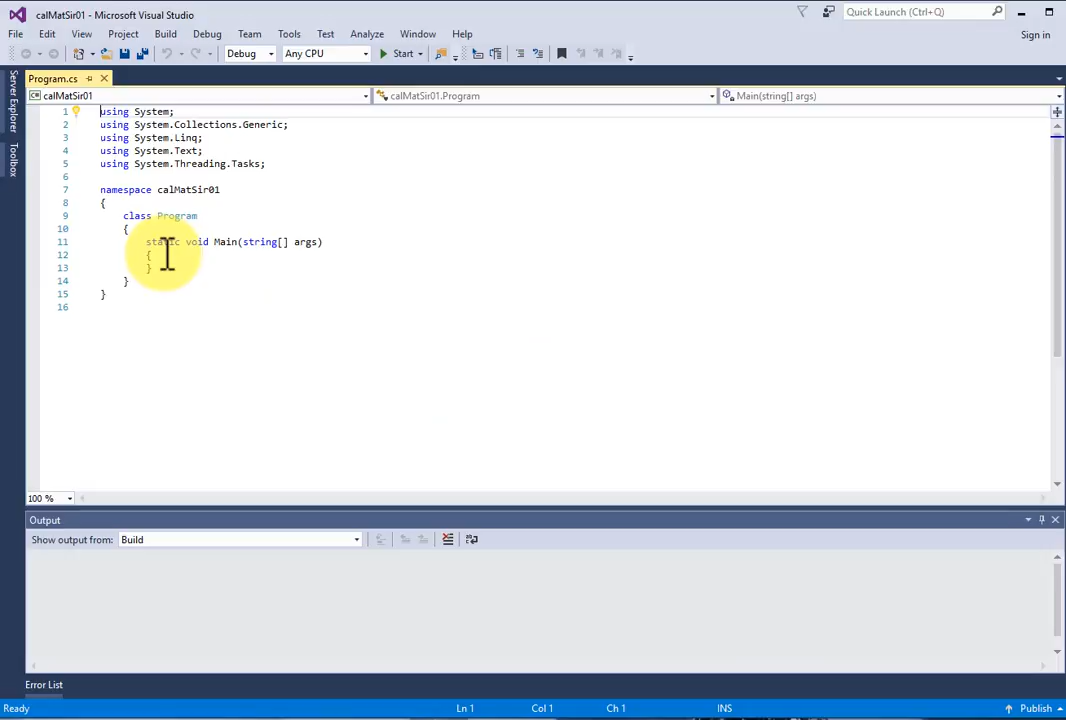 calMatSir01 - Microsoft Visual Studio
Quick Launch (Ctrl+Q)
File Edit View Project Build Debug Team Tools Test Analyze Window Help
Sign in
Debug Any CPU Start
Server Explorer
Toolbox
Program.cs
calMatSir01 calMatSir01.Program Main(string[] args)
1 using System;
2 using System.Collections.Generic;
3 using System.Linq;
4 using System.Text;
5 using System.Threading.Tasks;
6
7 namespace calMatSir01
8 {
9 class Program
10 {
11 static void Main(string[] args)
12 {
13 }
14 }
15 }
16
100 %
Output
Show output from: Build
Error List
Ready Ln 1 Col 1 Ch 1 INS Publish